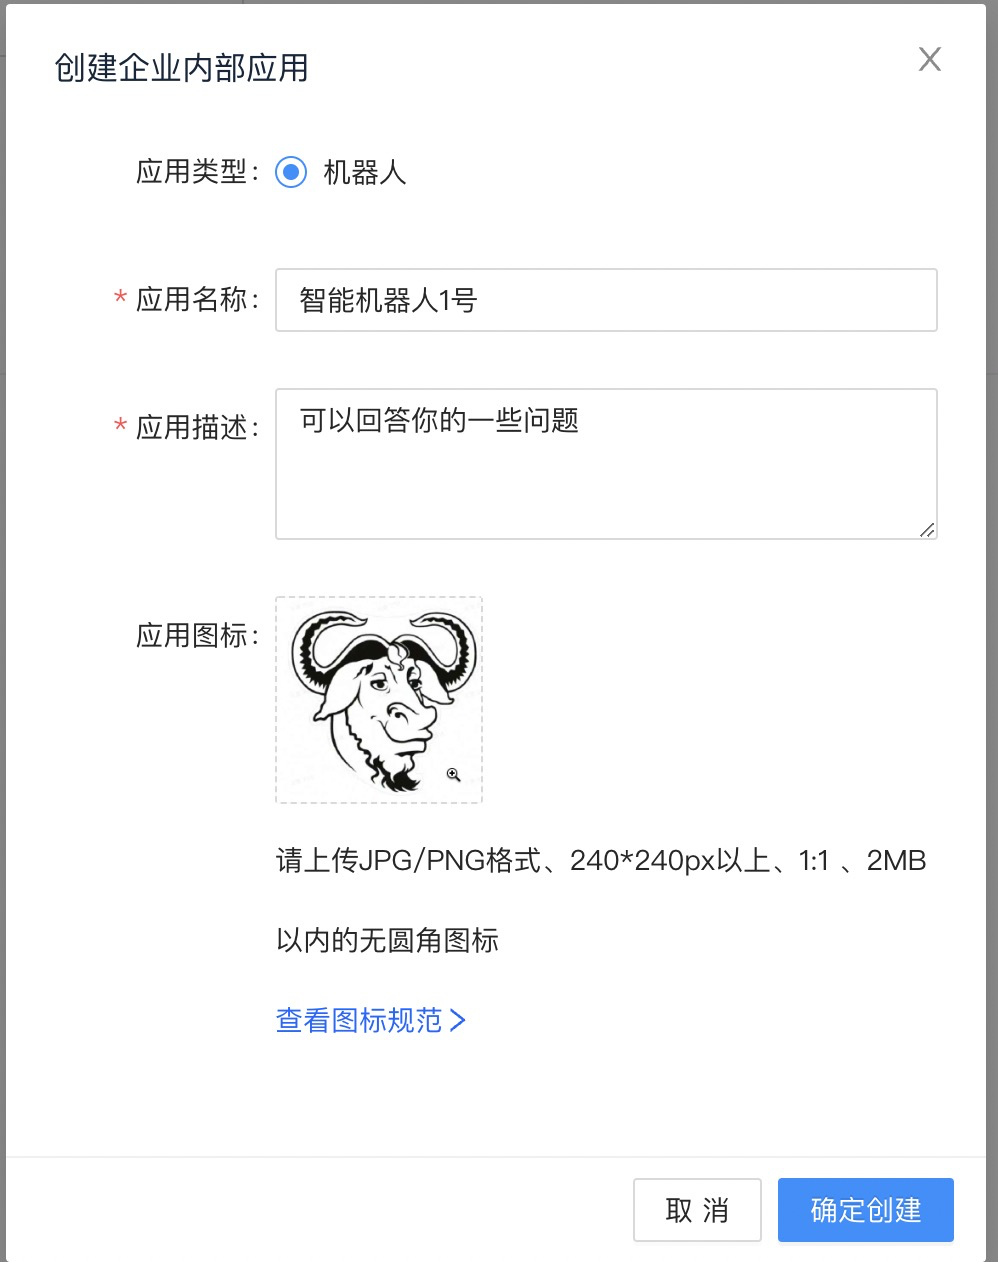 创建企业内部应用
应用类型: 机器人
* 应用名称: 智能机器人1号
* 应用描述: 可以回答你的一些问题
应用图标:
请上传JPG/PNG格式、240*240px以上、1:1 、2MB
以内的无圆角图标
查看图标规范
取 消 确定创建